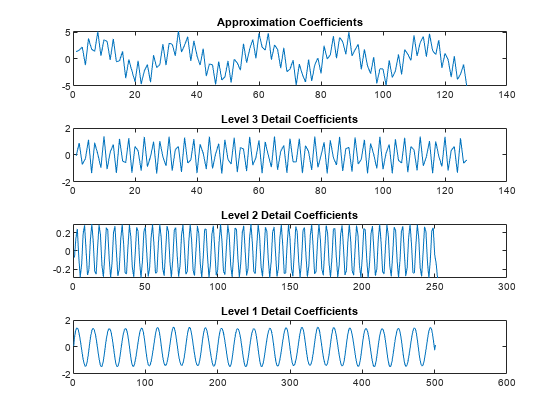 Approximation Coefficients
5
0
-5
0 20 40 60 80 100 120 140
Level 3 Detail Coefficients
2
0
-2
0 20 40 60 80 100 120 140
Level 2 Detail Coefficients
0.2
0
-0.2
0 50 100 150 200 250 300
Level 1 Detail Coefficients
2
0
-2
0 100 200 300 400 500 600